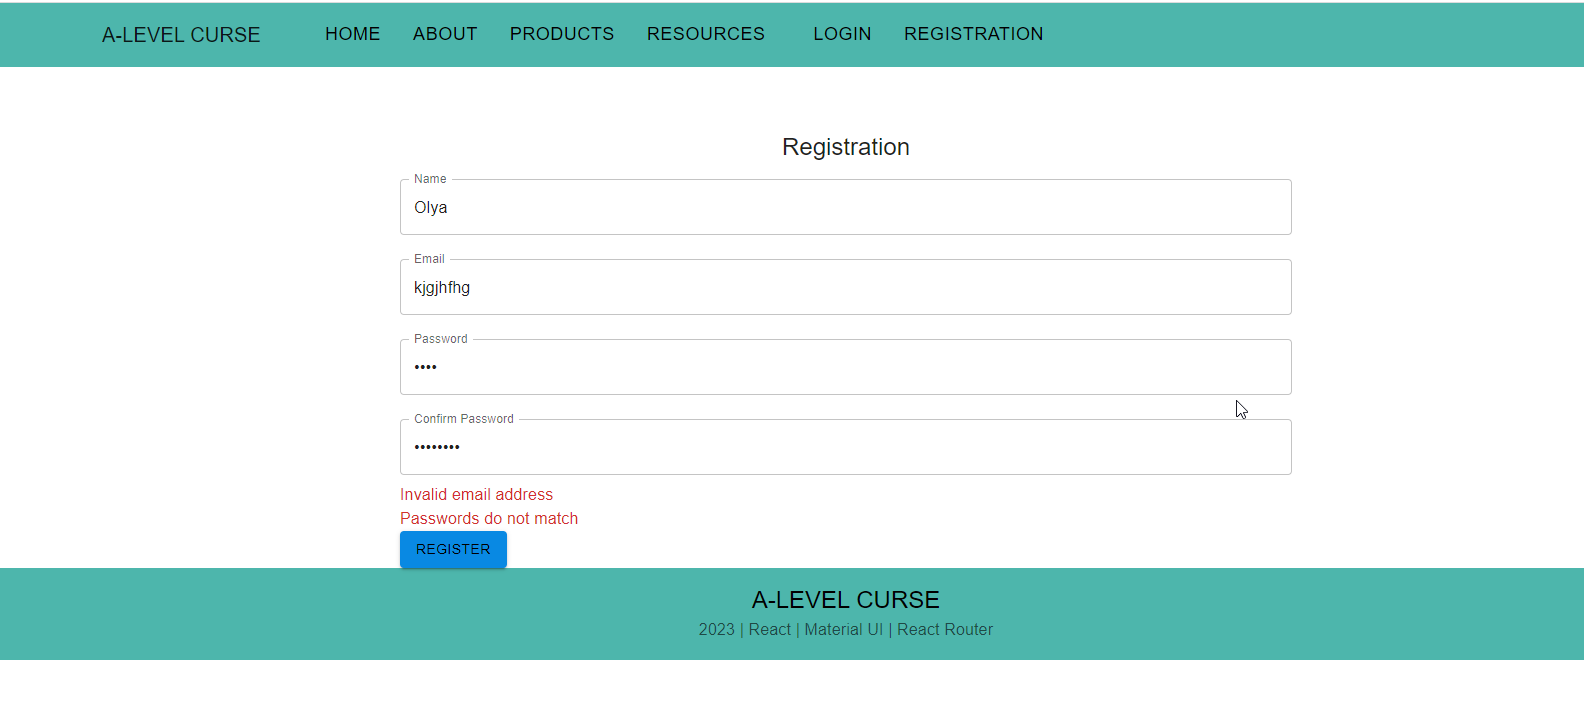 A-LEVEL CURSE HOME ABOUT PRODUCTS RESOURCES LOGIN REGISTRATION
Registration
Name
Olya
Email
kjgjhfhg
Password
••••
Confirm Password
••••••••
Invalid email address
Passwords do not match
REGISTER
A-LEVEL CURSE
2023 | React | Material UI | React Router